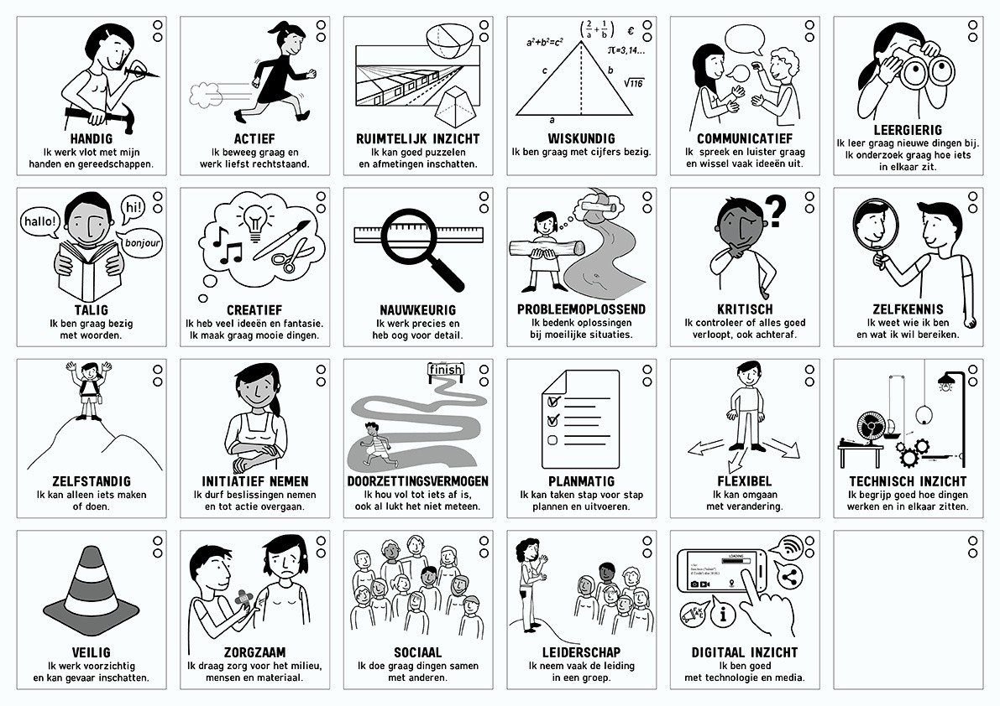 HANDIG
Ik werk vlot met mijn
handen en gereedschappen.
ACTIEF
Ik beweeg graag en
werk liefst rechtstaand.
RUIMTELIJK INZICHT
Ik kan goed puzzelen
en afmetingen inschatten.
(2/a + 1/b) €
a²+b²=c²
π=3,14...
c
b
√116
a
WISKUNDIG
Ik ben graag met cijfers bezig.
COMMUNICATIEF
Ik spreek en luister graag
en wissel vaak ideeën uit.
LEERGIERIG
Ik leer graag nieuwe dingen bij.
Ik onderzoek graag hoe iets
in elkaar zit.
hallo!
hi!
bonjour
TALIG
Ik ben graag bezig
met woorden.
CREATIEF
Ik heb veel ideeën en fantasie.
Ik maak graag mooie dingen.
NAUWKEURIG
Ik werk precies en
heb oog voor detail.
PROBLEEMOPLOSSEND
Ik bedenk oplossingen
bij moeilijke situaties.
?
KRITISCH
Ik controleer of alles goed
verloopt, ook achteraf.
ZELFKENNIS
Ik weet wie ik ben
en wat ik wil bereiken.
ZELFSTANDIG
Ik kan alleen iets maken
of doen.
INITIATIEF NEMEN
Ik durf beslissingen nemen
en tot actie overgaan.
finish
DOORZETTINGSVERMOGEN
Ik hou vol tot iets af is,
ook al lukt het niet meteen.
PLANMATIG
Ik kan taken stap voor stap
plannen en uitvoeren.
FLEXIBEL
Ik kan omgaan
met verandering.
TECHNISCH INZICHT
Ik begrijp goed hoe dingen
werken en in elkaar zitten.
VEILIG
Ik werk voorzichtig
en kan gevaar inschatten.
ZORGZAAM
Ik draag zorg voor het milieu,
mensen en materiaal.
SOCIAAL
Ik doe graag dingen samen
met anderen.
LEIDERSCHAP
Ik neem vaak de leiding
in een groep.
LOADING
i
DIGITAAL INZICHT
Ik ben goed
met technologie en media.